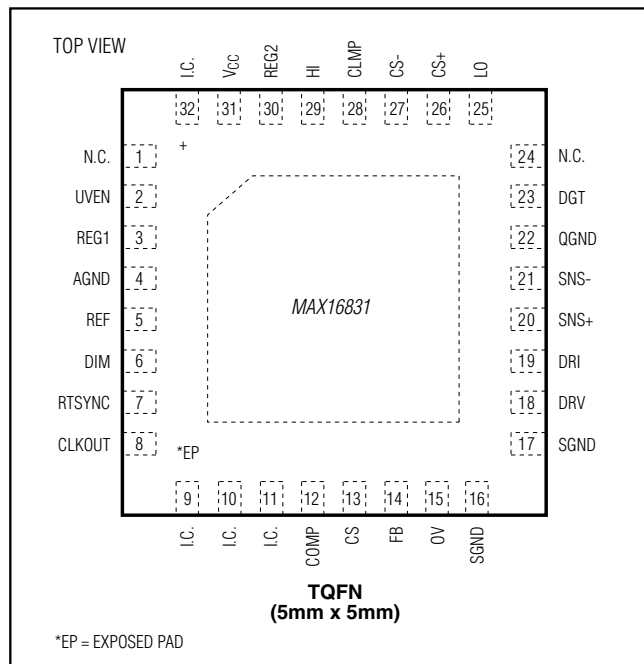 TOP VIEW
I.C. VCC REG2 HI CLMP CS- CS+ LO
32 31 30 29 28 27 26 25
+
N.C. 1 24 N.C.
UVEN 2 23 DGT
REG1 3 22 QGND
AGND 4 21 SNS-
MAX16831
REF 5 20 SNS+
DIM 6 19 DRI
RTSYNC 7 18 DRV
CLKOUT 8 17 SGND
*EP
9 10 11 12 13 14 15 16
I.C. I.C. I.C. COMP CS FB OV SGND
TQFN
(5mm x 5mm)
*EP = EXPOSED PAD